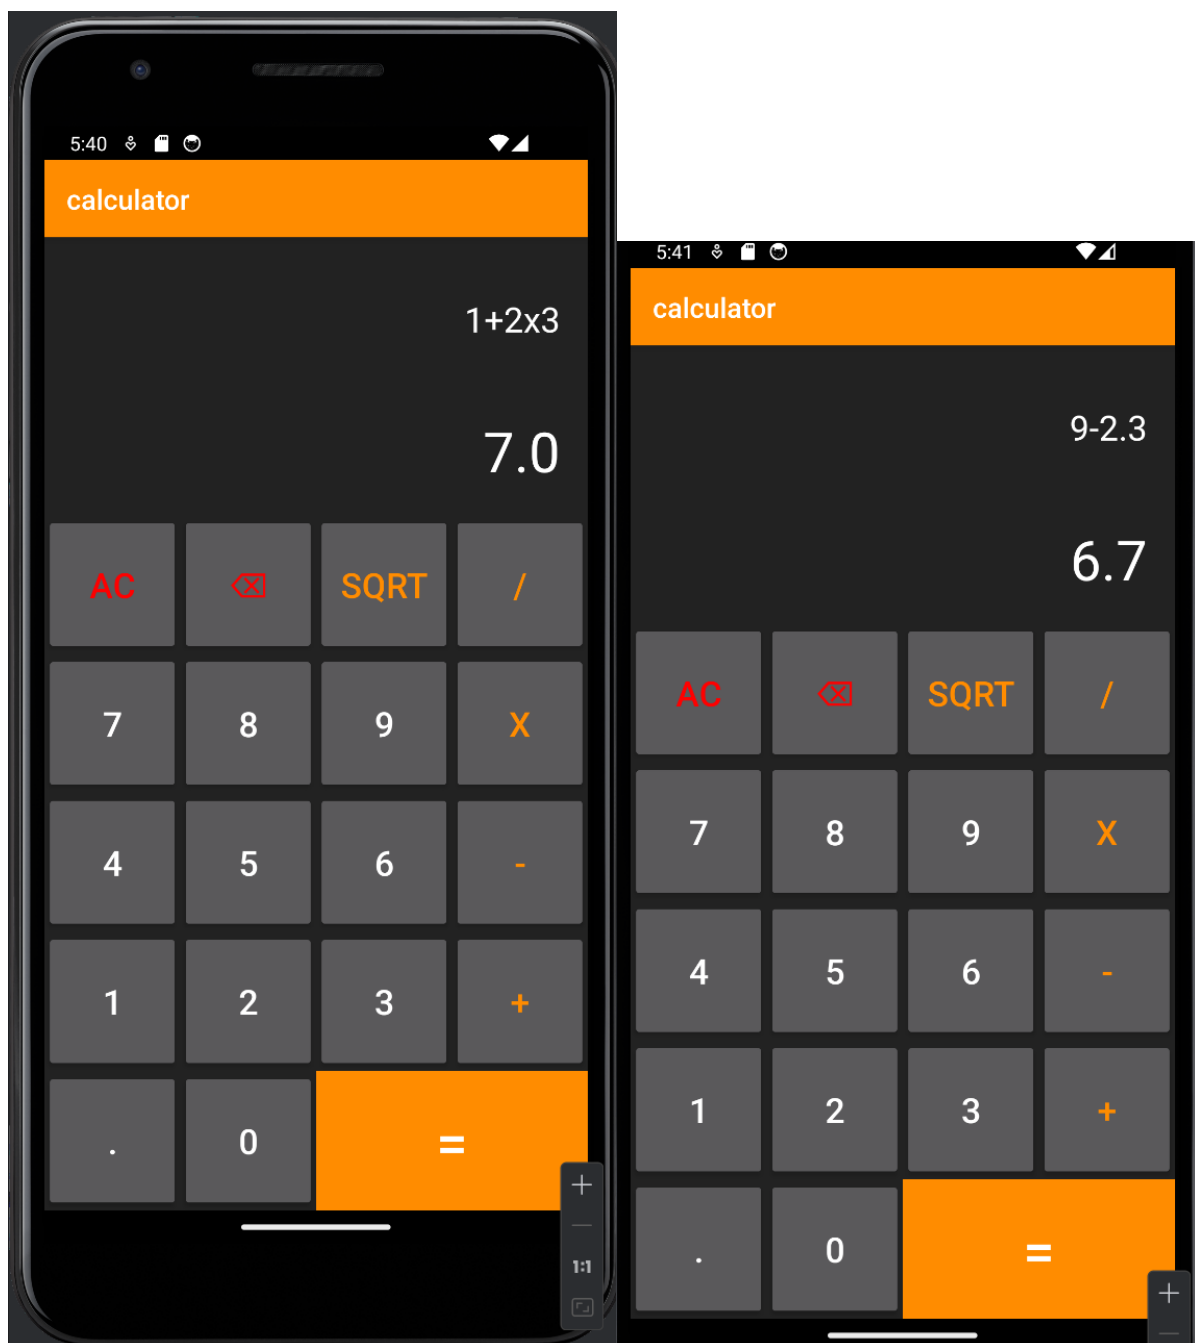 5:40
calculator
1+2x3
7.0
AC SQRT /
7 8 9 X
4 5 6 -
1 2 3 +
. 0 =
1:1
5:41
calculator
9-2.3
6.7
AC SQRT /
7 8 9 X
4 5 6 -
1 2 3 +
. 0 =